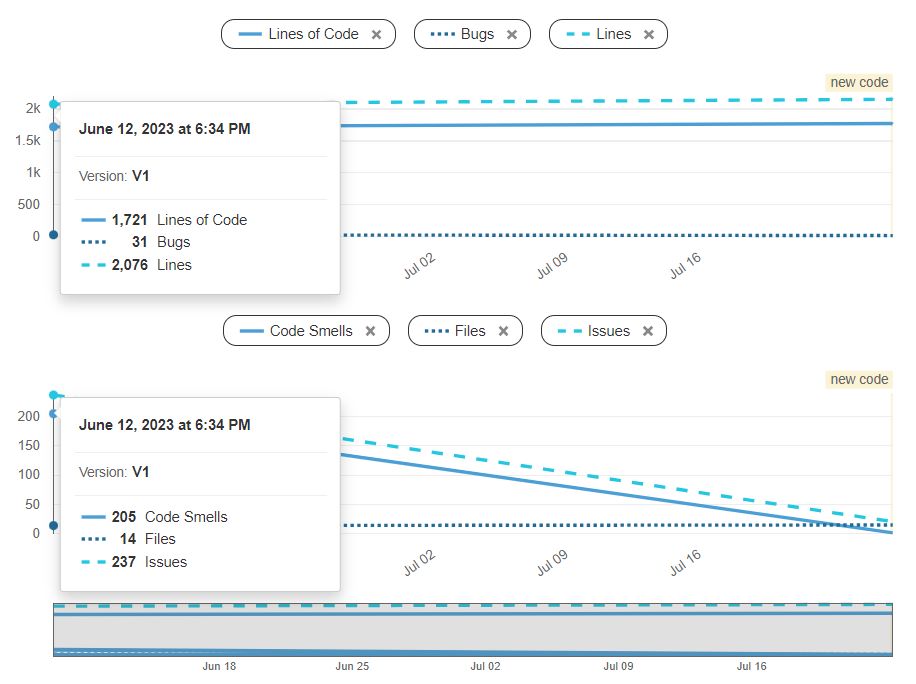 Lines of Code × Bugs × Lines ×
new code
2k
1.5k
1k
500
0
June 12, 2023 at 6:34 PM
Version: V1
1,721 Lines of Code
31 Bugs
2,076 Lines
Jul 02 Jul 09 Jul 16
Code Smells × Files × Issues ×
new code
200
150
100
50
0
June 12, 2023 at 6:34 PM
Version: V1
205 Code Smells
14 Files
237 Issues
Jul 02 Jul 09 Jul 16
Jun 18 Jun 25 Jul 02 Jul 09 Jul 16